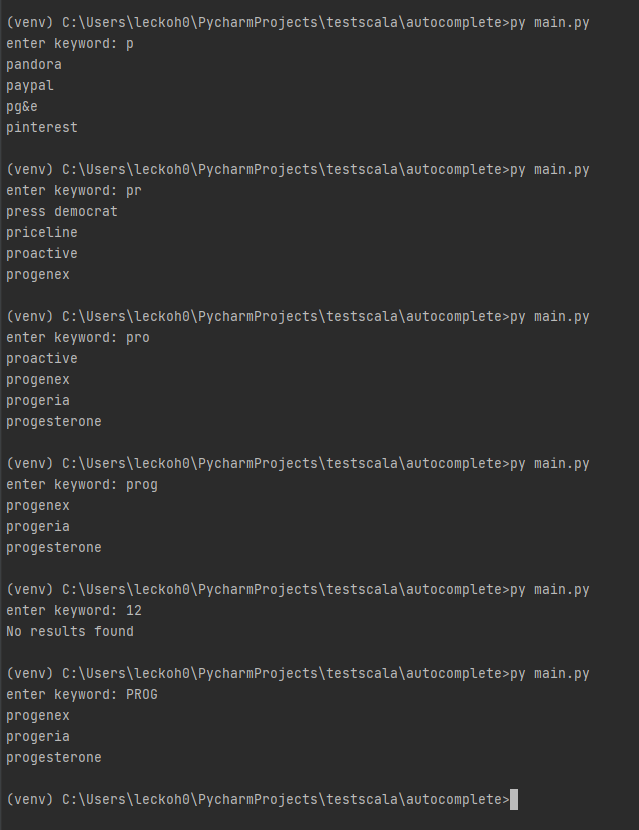 (venv) C:\Users\leckoh0\PycharmProjects\testscala\autocomplete>py main.py
enter keyword: p
pandora
paypal
pg&e
pinterest
(venv) C:\Users\leckoh0\PycharmProjects\testscala\autocomplete>py main.py
enter keyword: pr
press democrat
priceline
proactive
progenex
(venv) C:\Users\leckoh0\PycharmProjects\testscala\autocomplete>py main.py
enter keyword: pro
proactive
progenex
progeria
progesterone
(venv) C:\Users\leckoh0\PycharmProjects\testscala\autocomplete>py main.py
enter keyword: prog
progenex
progeria
progesterone
(venv) C:\Users\leckoh0\PycharmProjects\testscala\autocomplete>py main.py
enter keyword: 12
No results found
(venv) C:\Users\leckoh0\PycharmProjects\testscala\autocomplete>py main.py
enter keyword: PROG
progenex
progeria
progesterone
(venv) C:\Users\leckoh0\PycharmProjects\testscala\autocomplete>